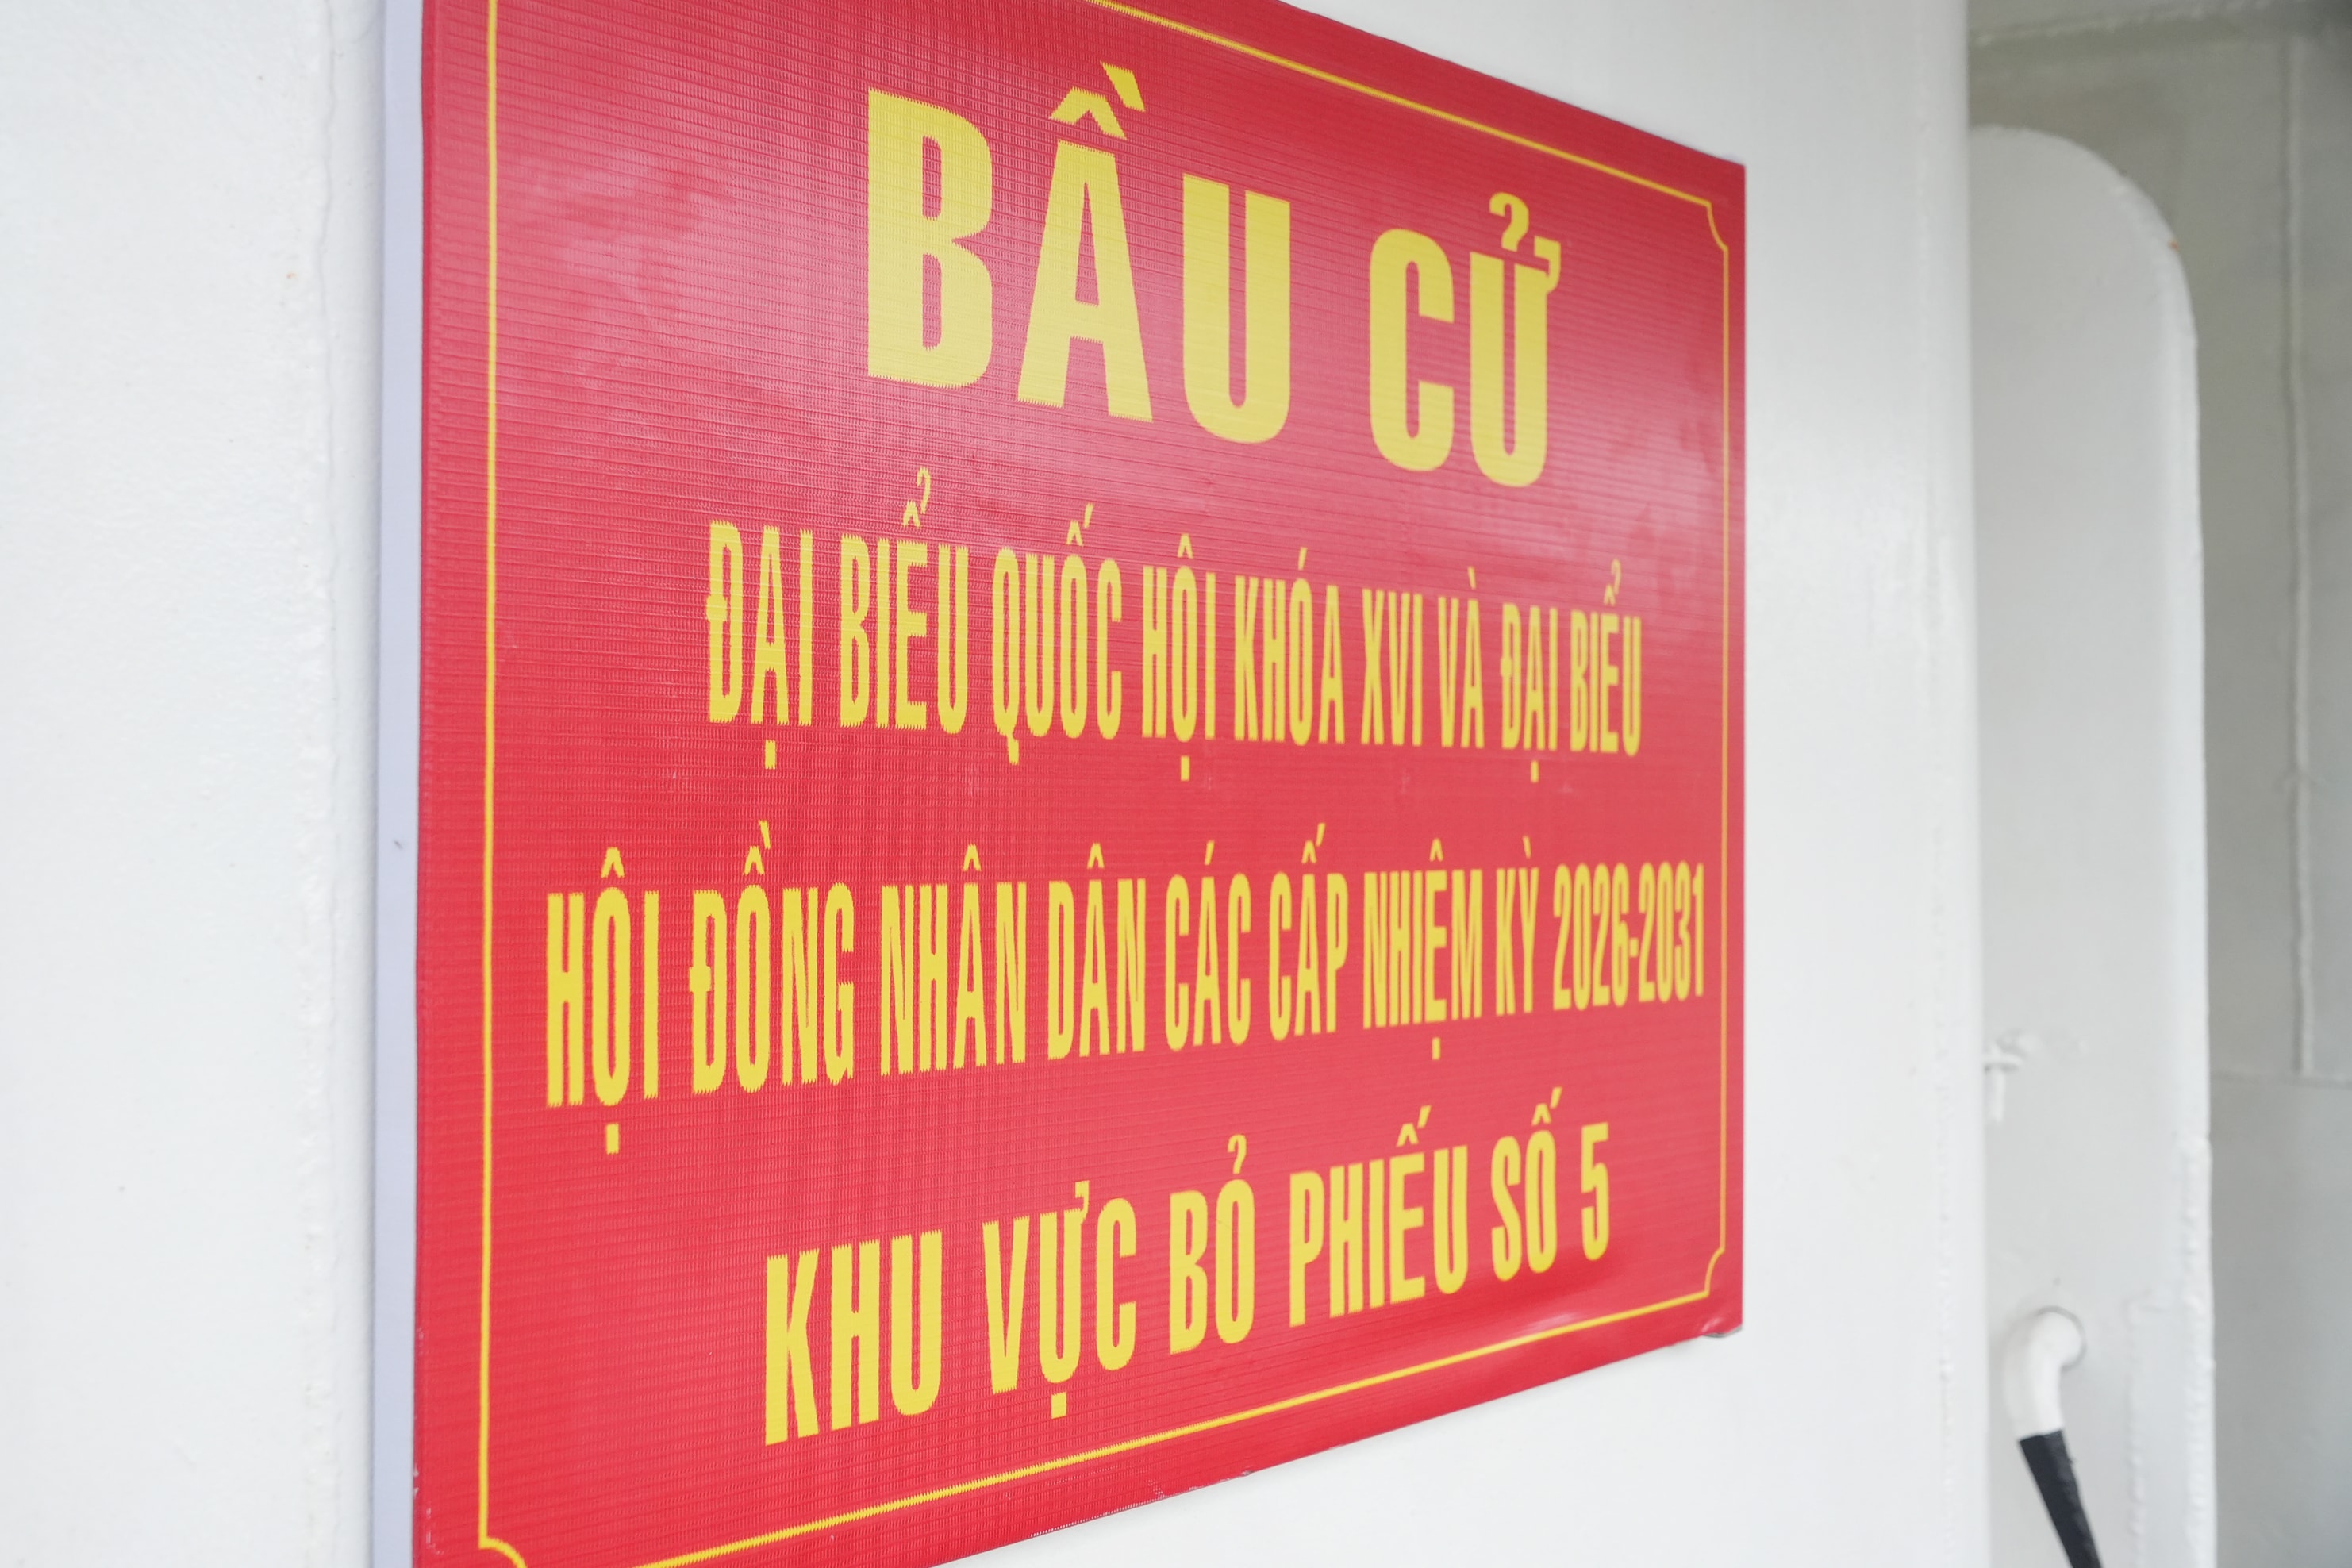 BẦU CỬ
ĐẠI BIỂU QUỐC HỘI KHÓA XVI VÀ ĐẠI BIỂU
HỘI ĐỒNG NHÂN DÂN CÁC CẤP NHIỆM KỲ 2026-2031
KHU VỰC BỎ PHIẾU SỐ 5